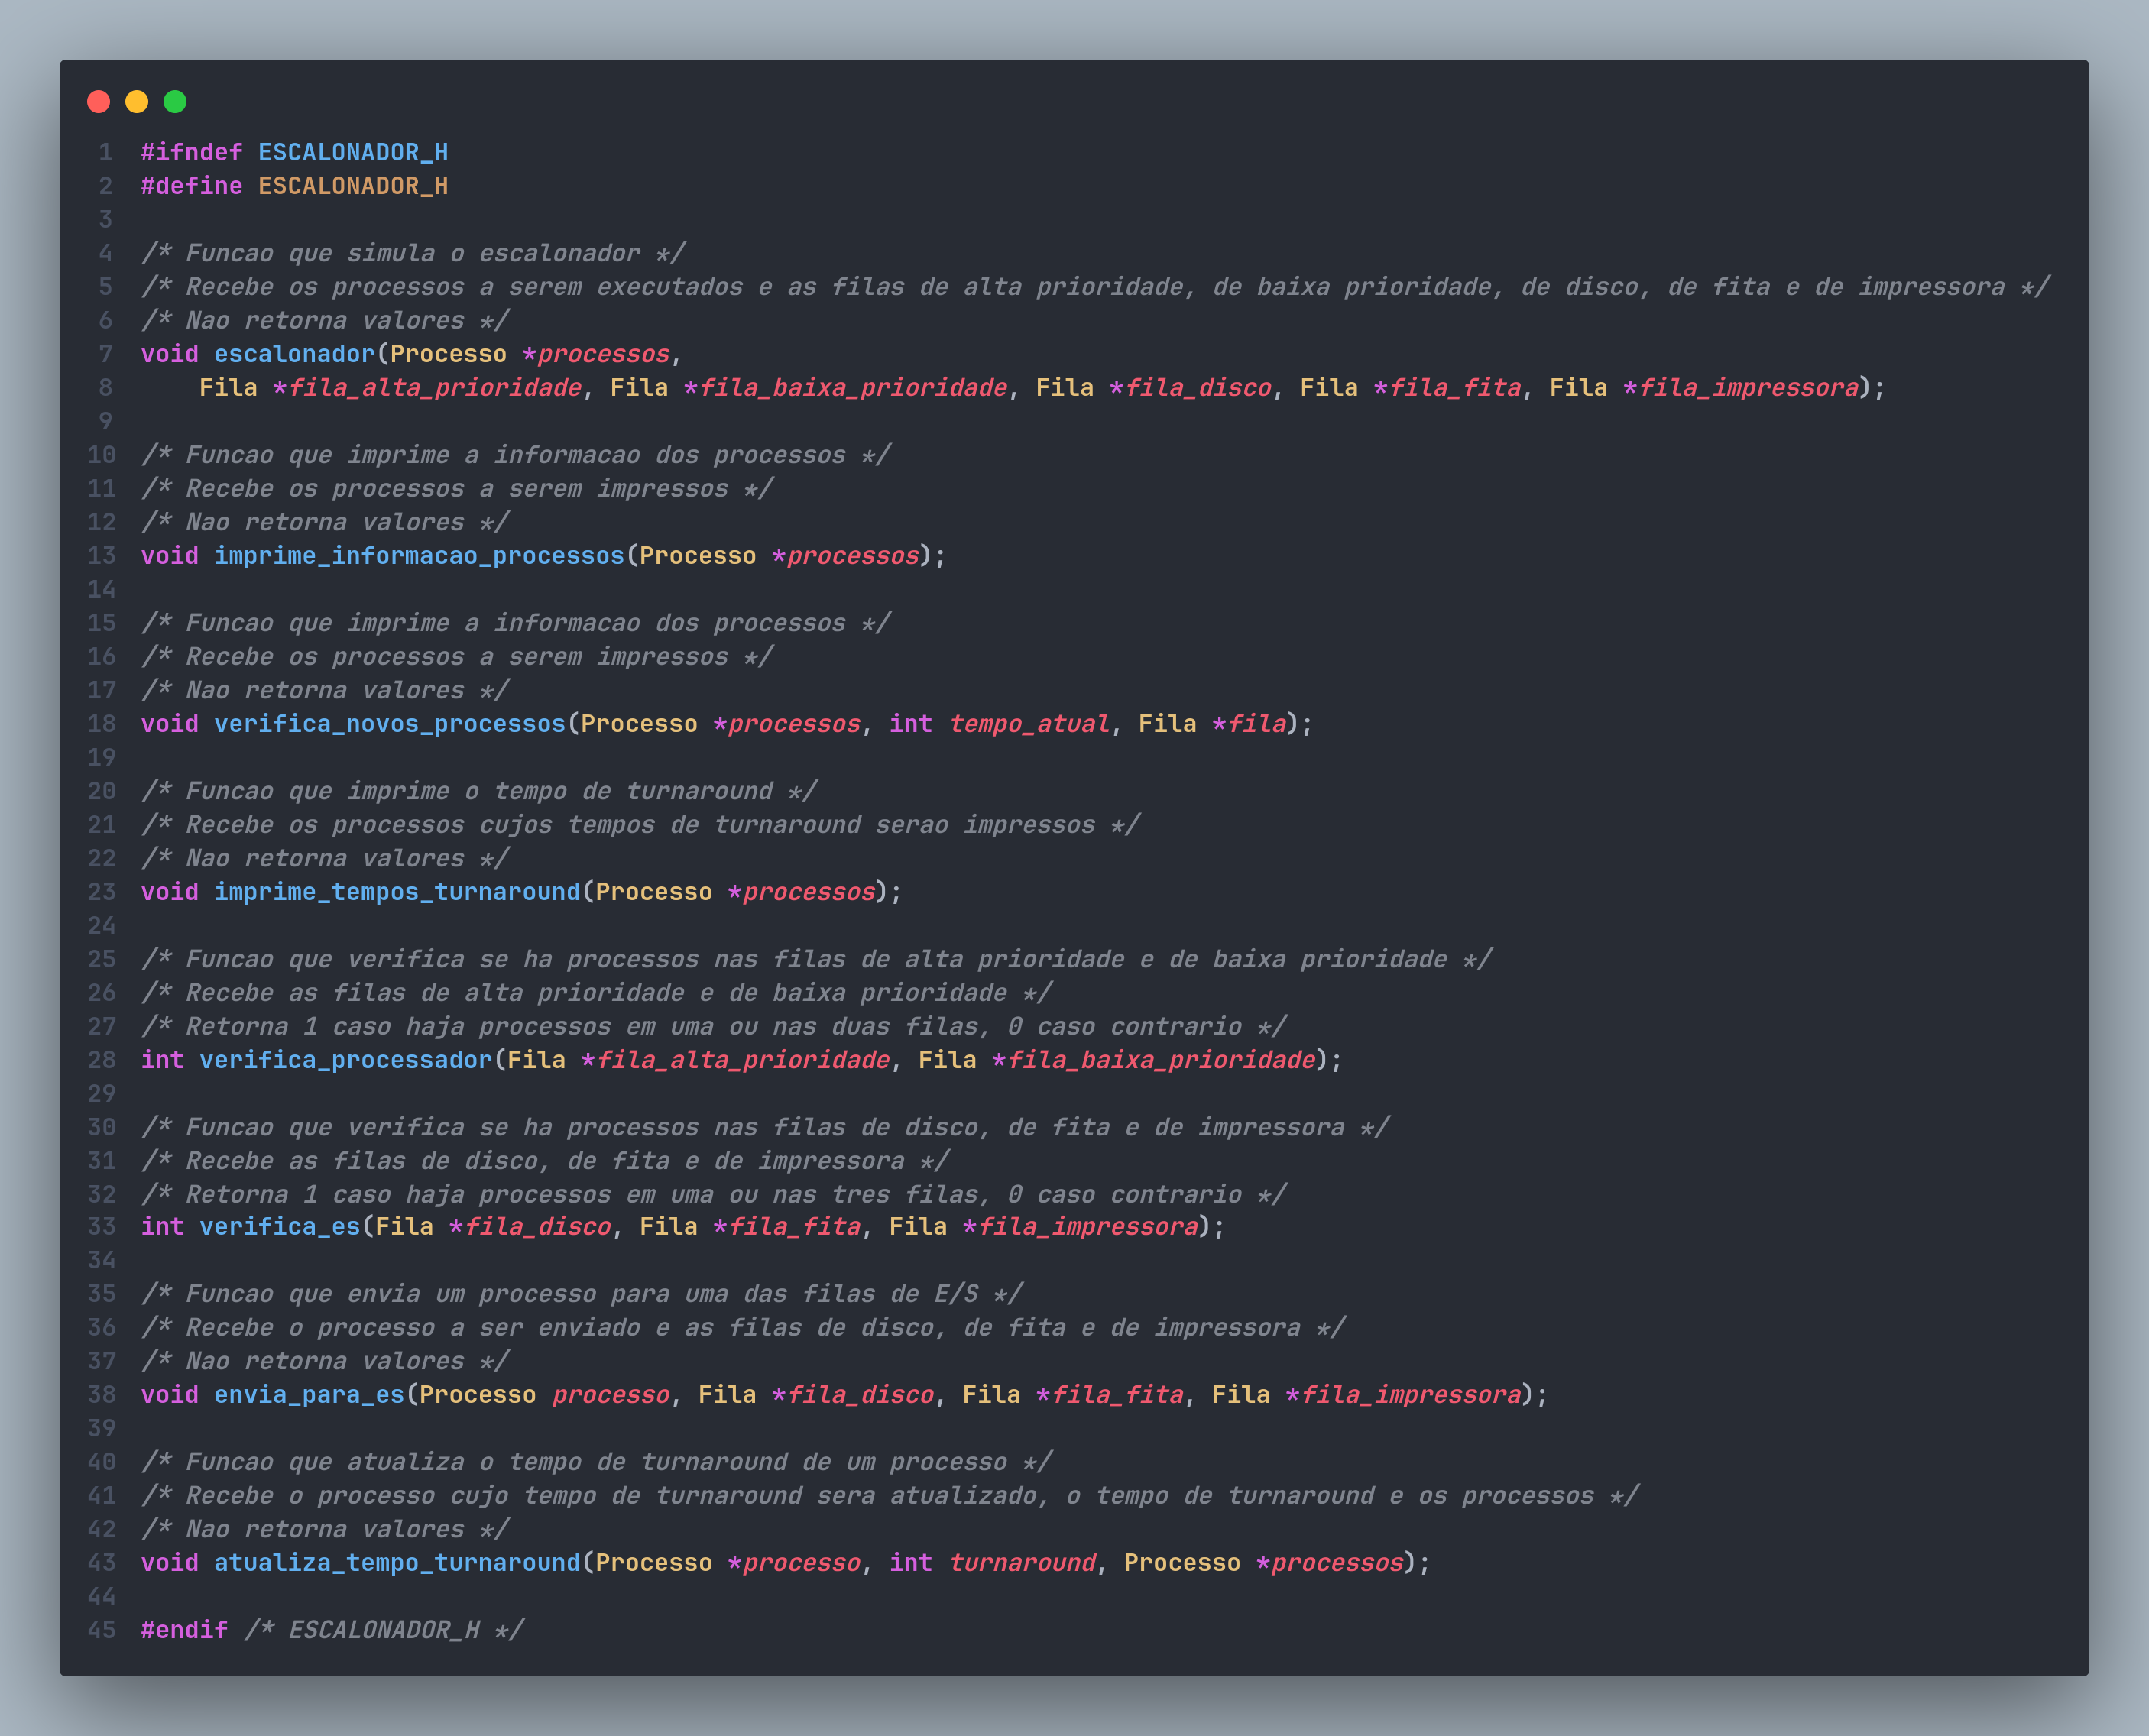 1 #ifndef ESCALONADOR_H
2 #define ESCALONADOR_H
3
4 /* Funcao que simula o escalonador */
5 /* Recebe os processos a serem executados e as filas de alta prioridade, de baixa prioridade, de disco, de fita e de impressora */
6 /* Nao retorna valores */
7 void escalonador(Processo *processos,
8     Fila *fila_alta_prioridade, Fila *fila_baixa_prioridade, Fila *fila_disco, Fila *fila_fita, Fila *fila_impressora);
9
10 /* Funcao que imprime a informacao dos processos */
11 /* Recebe os processos a serem impressos */
12 /* Nao retorna valores */
13 void imprime_informacao_processos(Processo *processos);
14
15 /* Funcao que imprime a informacao dos processos */
16 /* Recebe os processos a serem impressos */
17 /* Nao retorna valores */
18 void verifica_novos_processos(Processo *processos, int tempo_atual, Fila *fila);
19
20 /* Funcao que imprime o tempo de turnaround */
21 /* Recebe os processos cujos tempos de turnaround serao impressos */
22 /* Nao retorna valores */
23 void imprime_tempos_turnaround(Processo *processos);
24
25 /* Funcao que verifica se ha processos nas filas de alta prioridade e de baixa prioridade */
26 /* Recebe as filas de alta prioridade e de baixa prioridade */
27 /* Retorna 1 caso haja processos em uma ou nas duas filas, 0 caso contrario */
28 int verifica_processador(Fila *fila_alta_prioridade, Fila *fila_baixa_prioridade);
29
30 /* Funcao que verifica se ha processos nas filas de disco, de fita e de impressora */
31 /* Recebe as filas de disco, de fita e de impressora */
32 /* Retorna 1 caso haja processos em uma ou nas tres filas, 0 caso contrario */
33 int verifica_es(Fila *fila_disco, Fila *fila_fita, Fila *fila_impressora);
34
35 /* Funcao que envia um processo para uma das filas de E/S */
36 /* Recebe o processo a ser enviado e as filas de disco, de fita e de impressora */
37 /* Nao retorna valores */
38 void envia_para_es(Processo processo, Fila *fila_disco, Fila *fila_fita, Fila *fila_impressora);
39
40 /* Funcao que atualiza o tempo de turnaround de um processo */
41 /* Recebe o processo cujo tempo de turnaround sera atualizado, o tempo de turnaround e os processos */
42 /* Nao retorna valores */
43 void atualiza_tempo_turnaround(Processo *processo, int turnaround, Processo *processos);
44
45 #endif /* ESCALONADOR_H */